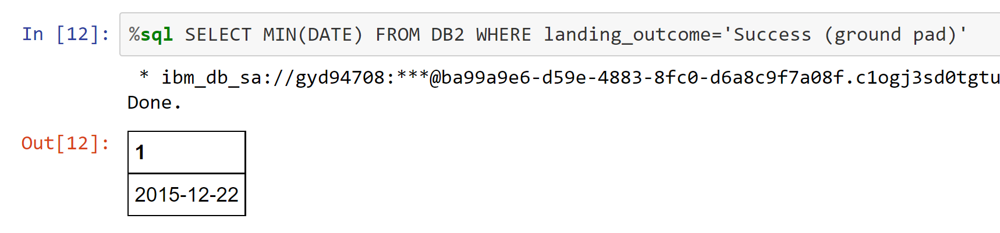 In [12]: %sql SELECT MIN(DATE) FROM DB2 WHERE landing_outcome='Success (ground pad)'
* ibm_db_sa://gyd94708:***@ba99a9e6-d59e-4883-8fc0-d6a8c9f7a08f.c1ogj3sd0tgtu
Done.
Out[12]:
1
2015-12-22